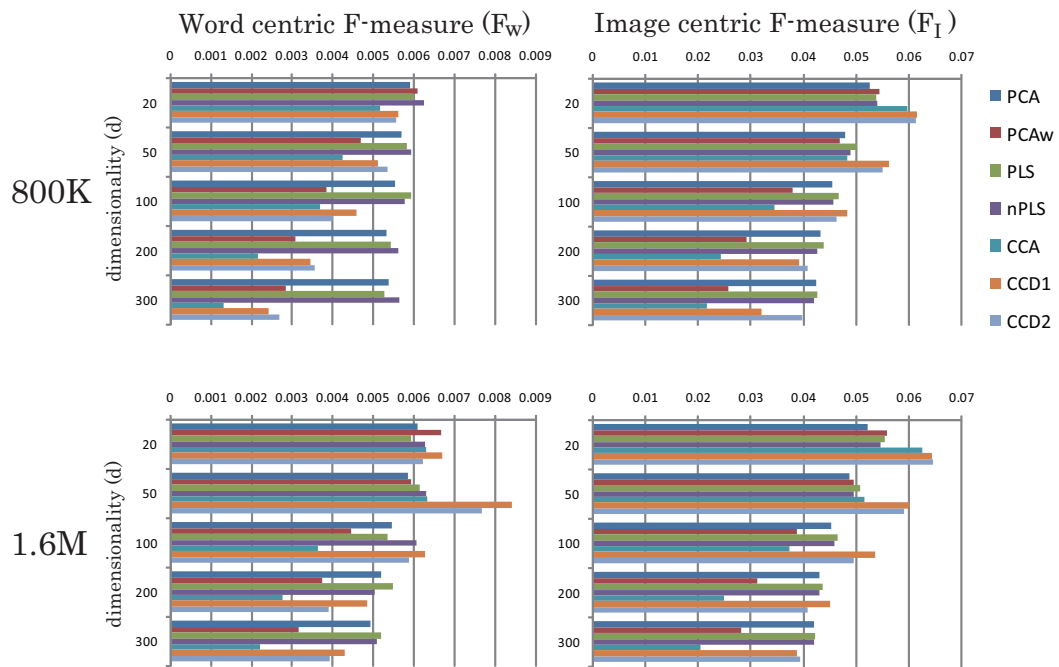 Word centric F-measure (Fw)
Image centric F-measure (FI )
0 0.001 0.002 0.003 0.004 0.005 0.006 0.007 0.008 0.009
0 0.01 0.02 0.03 0.04 0.05 0.06 0.07
800K
dimensionality (d)
20
50
100
200
300
20
50
100
200
300
PCA
PCAw
PLS
nPLS
CCA
CCD1
CCD2
0 0.001 0.002 0.003 0.004 0.005 0.006 0.007 0.008 0.009
0 0.01 0.02 0.03 0.04 0.05 0.06 0.07
1.6M
dimensionality (d)
20
50
100
200
300
20
50
100
200
300